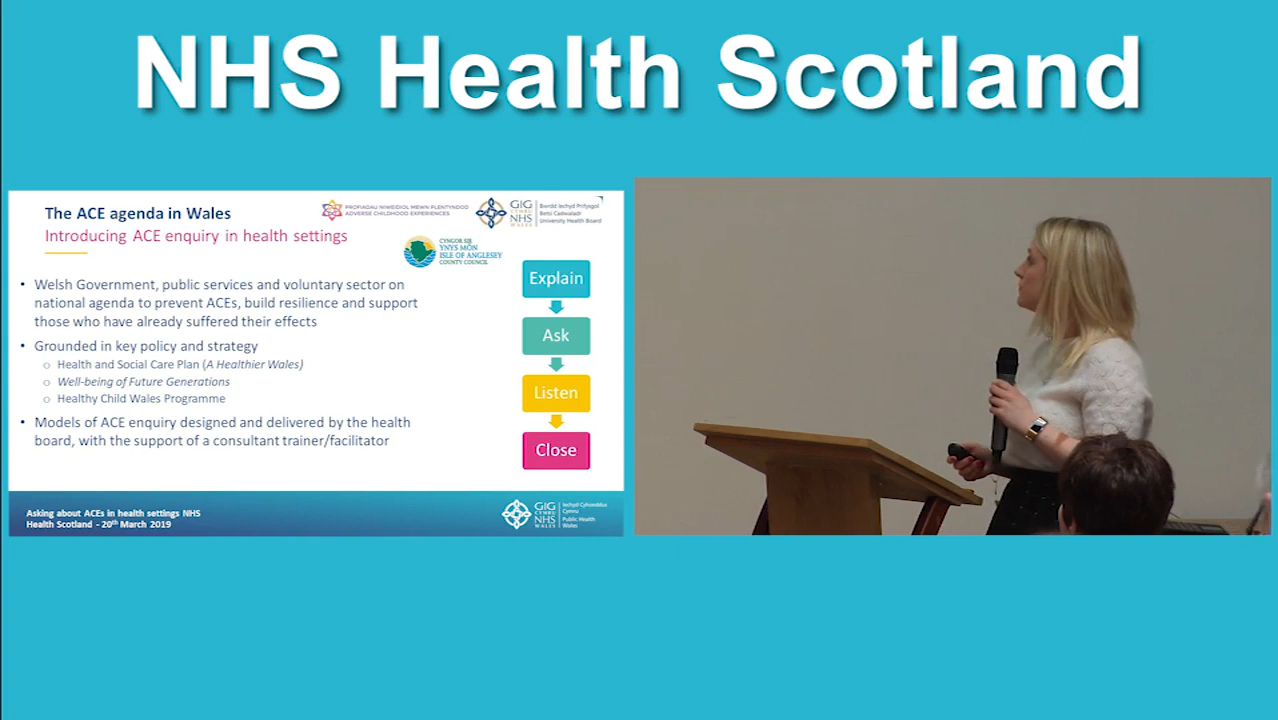 NHS Health Scotland
The ACE agenda in Wales
Introducing ACE enquiry in health settings
PROFIADAU NIWEIDIOL MEWN PLENTYNDOD
ADVERSE CHILDHOOD EXPERIENCES
GIG
CYMRU
NHS
WALES
Bwrdd Iechyd Prifysgol
Betsi Cadwaladr
University Health Board
CYNGOR SIR
YNYS MÔN
ISLE OF ANGLESEY
COUNTY COUNCIL
• Welsh Government, public services and voluntary sector on
national agenda to prevent ACEs, build resilience and support
those who have already suffered their effects
• Grounded in key policy and strategy
o Health and Social Care Plan (A Healthier Wales)
o Well-being of Future Generations
o Healthy Child Wales Programme
• Models of ACE enquiry designed and delivered by the health
board, with the support of a consultant trainer/facilitator
Explain
Ask
Listen
Close
Asking about ACEs in health settings NHS
Health Scotland - 20th March 2019
GIG
CYMRU
NHS
WALES
Iechyd Cyhoeddus
Cymru
Public Health
Wales